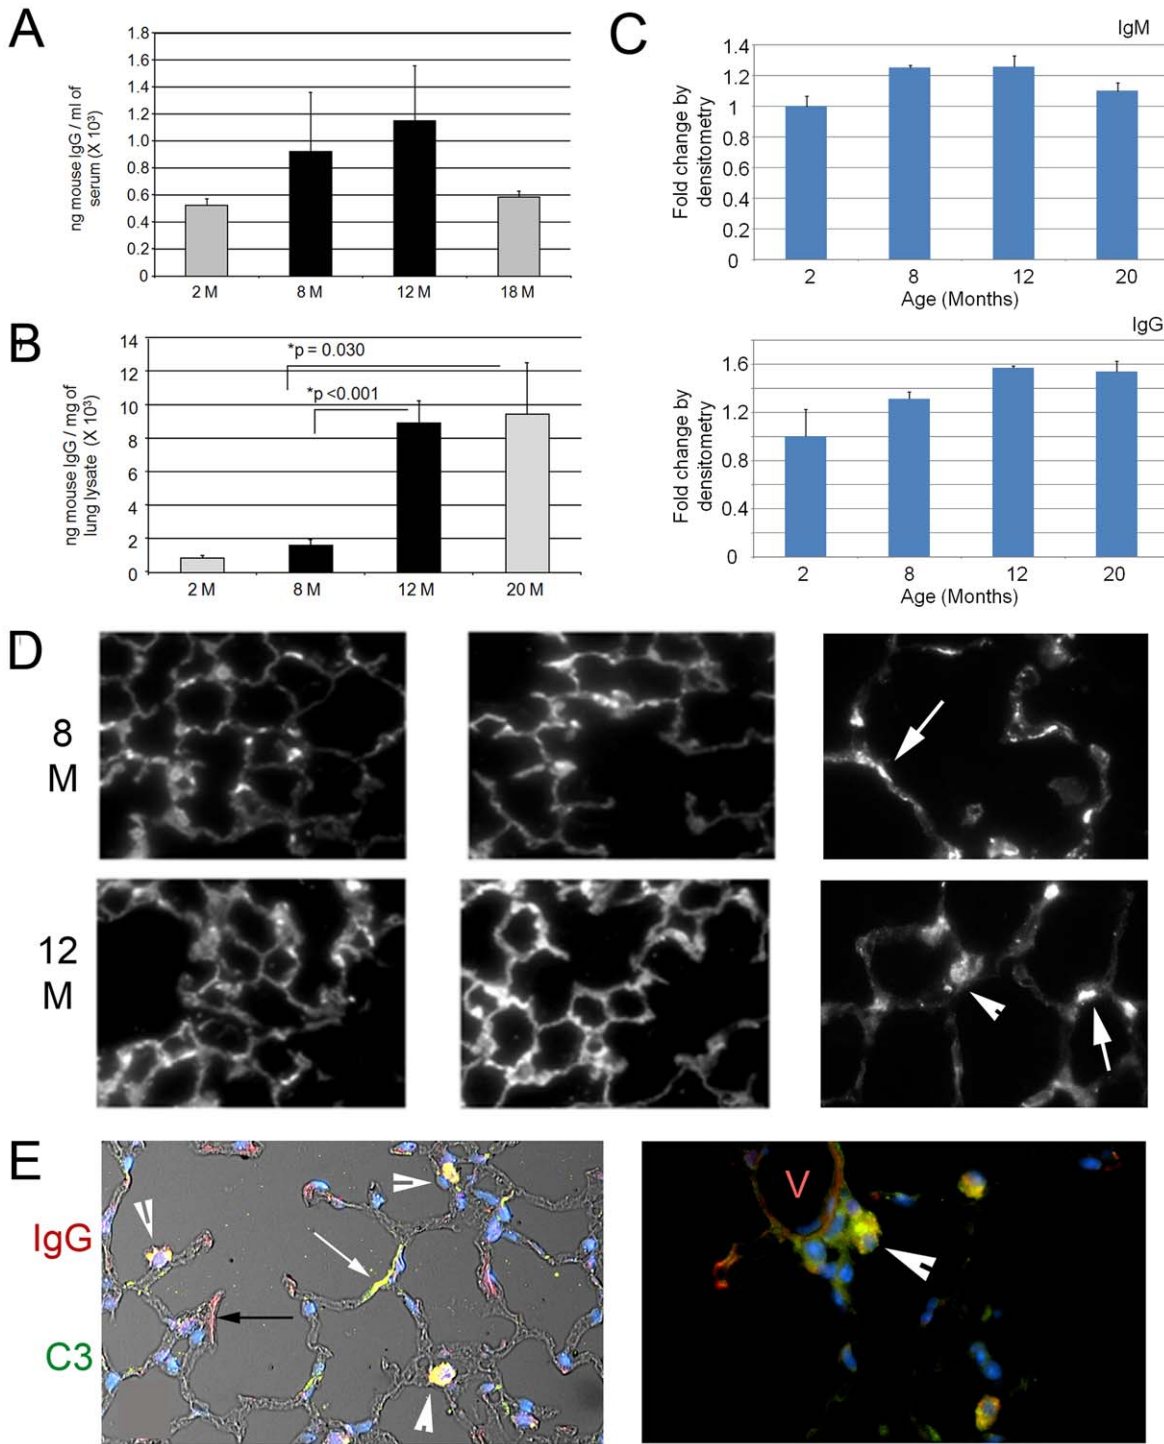 A
ng mouse IgG / ml of
serum (X 10³)
1.8
1.6
1.4
1.2
1.0
0.8
0.6
0.4
0.2
0
2 M 8 M 12 M 18 M
B
ng mouse IgG / mg of
lung lysate (X 10³)
14
12
10
8
6
4
2
0
*p = 0.030
*p <0.001
2 M 8 M 12 M 20 M
C
IgM
Fold change by
densitometry
1.4
1.2
1
0.8
0.6
0.4
0.2
0
2 8 12 20
Age (Months)
IgG
Fold change by
densitometry
1.6
1.2
0.8
0.4
0
2 8 12 20
Age (Months)
D
8
M
12
M
E
IgG
C3
V